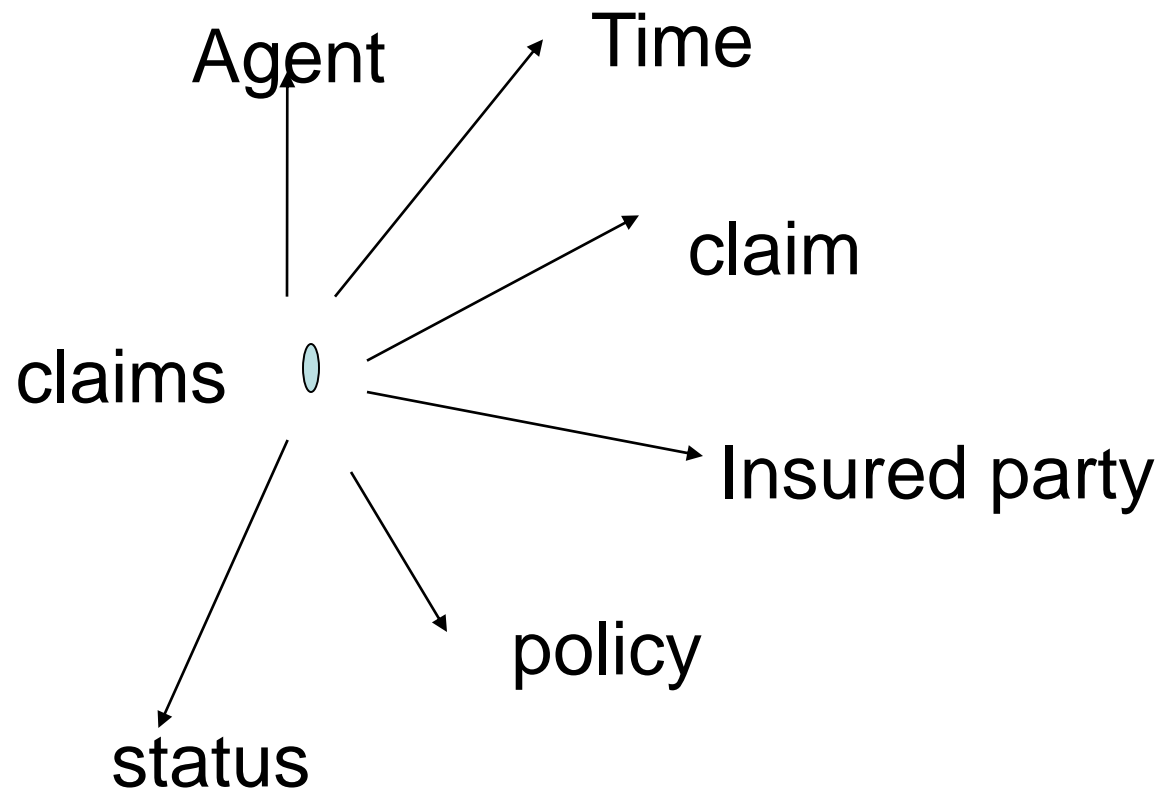 Agent
Time
claim
claims
Insured party
policy
status